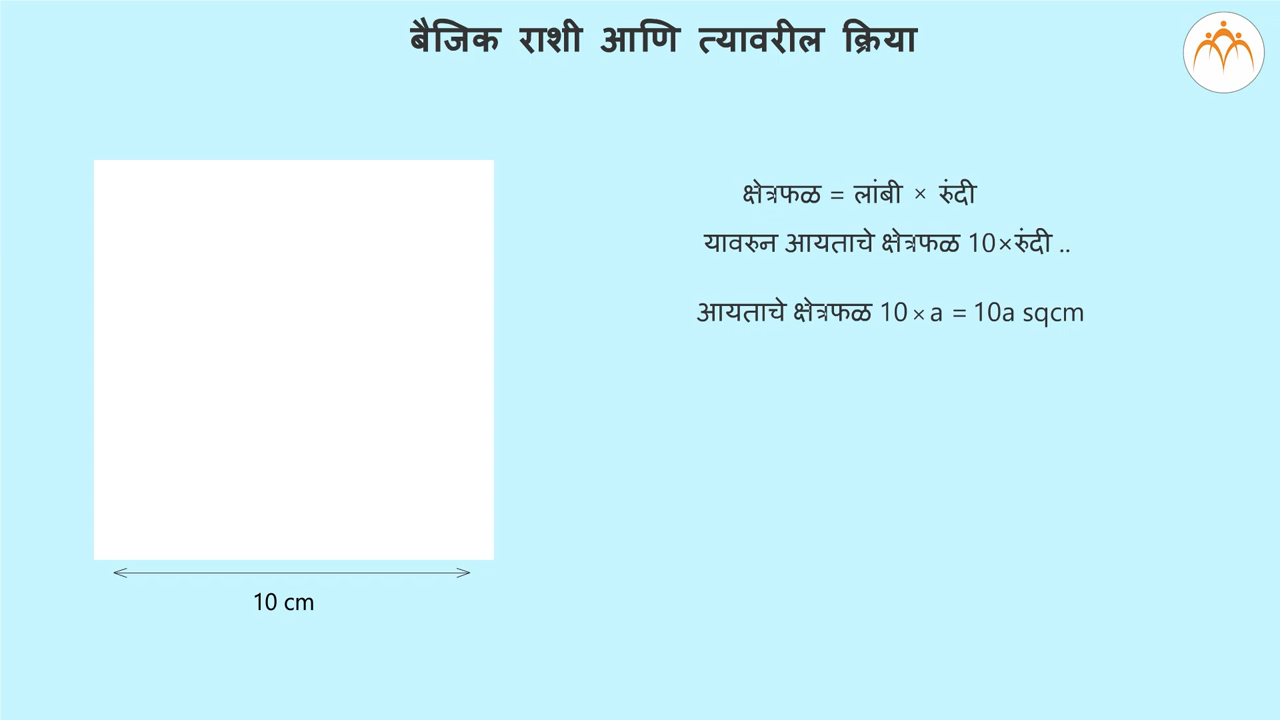 बैजिक राशी आणि त्यावरील क्रिया
क्षेत्रफळ = लांबी × रुंदी
यावरुन आयताचे क्षेत्रफळ 10×रुंदी ..
आयताचे क्षेत्रफळ 10 × a = 10a sqcm
10 cm